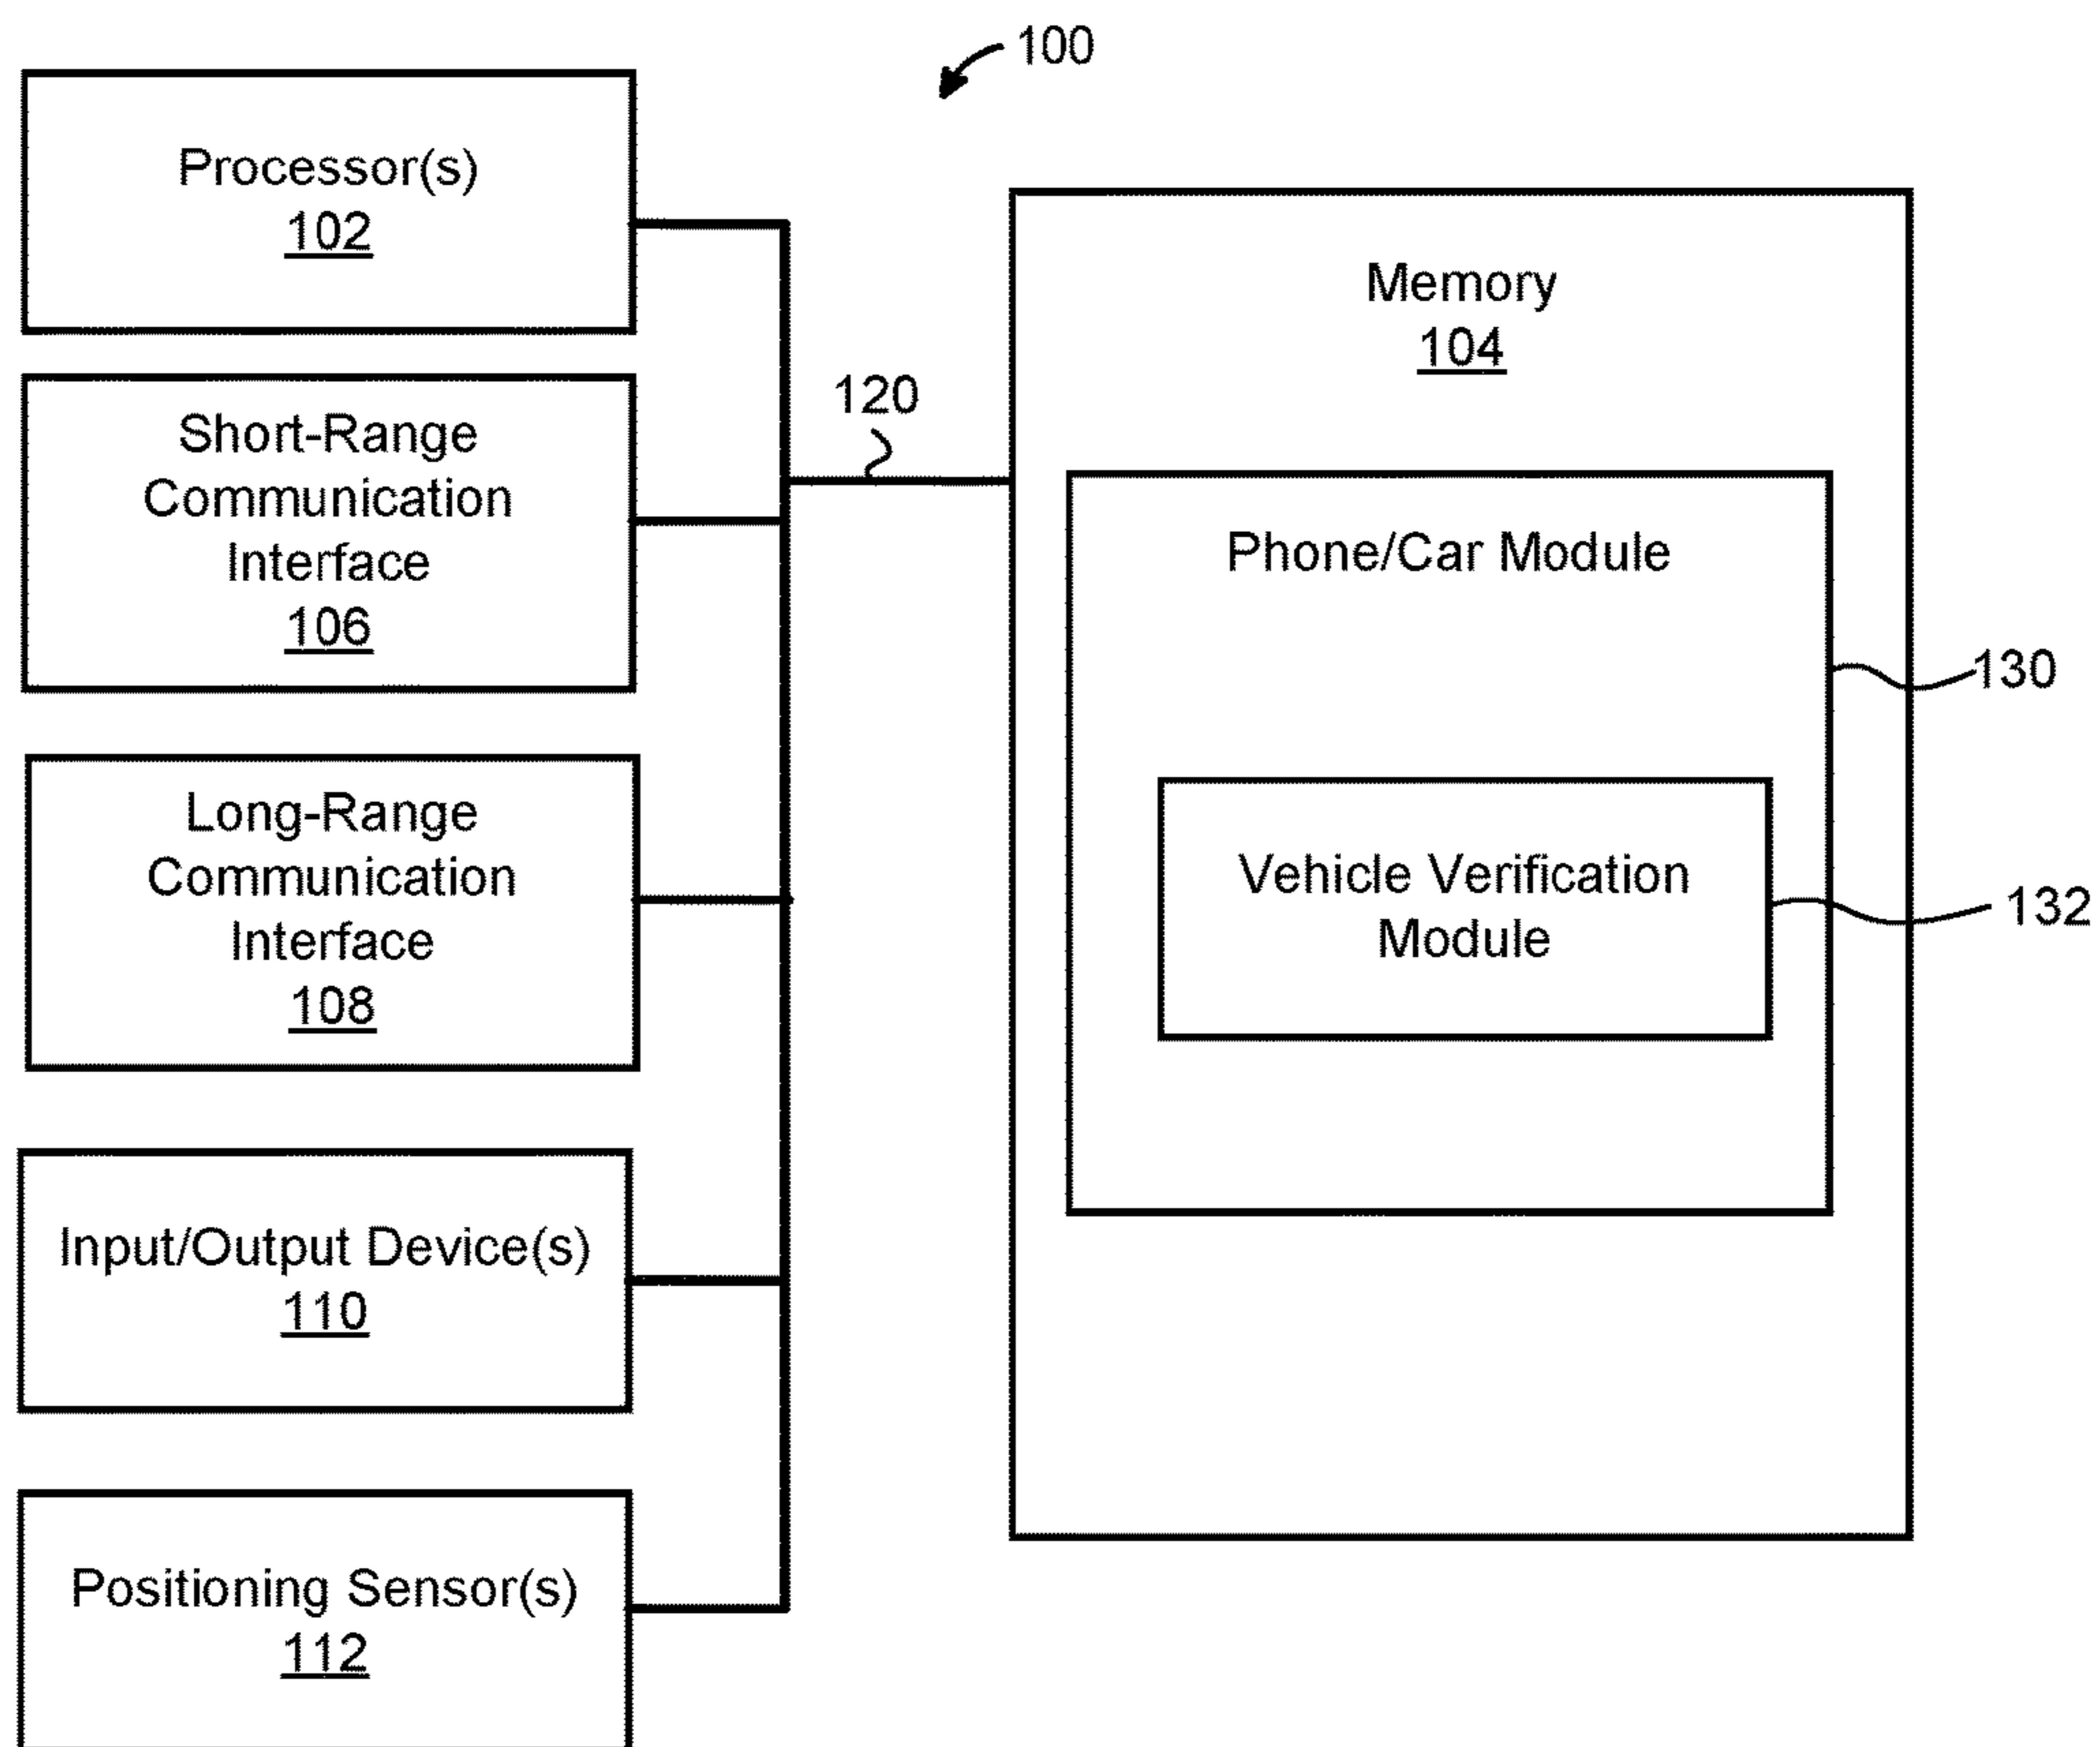 100
Processor(s)
102
Short-Range
Communication
Interface
106
Long-Range
Communication
Interface
108
Input/Output Device(s)
110
Positioning Sensor(s)
112
120
Memory
104
Phone/Car Module
130
Vehicle Verification
Module
132